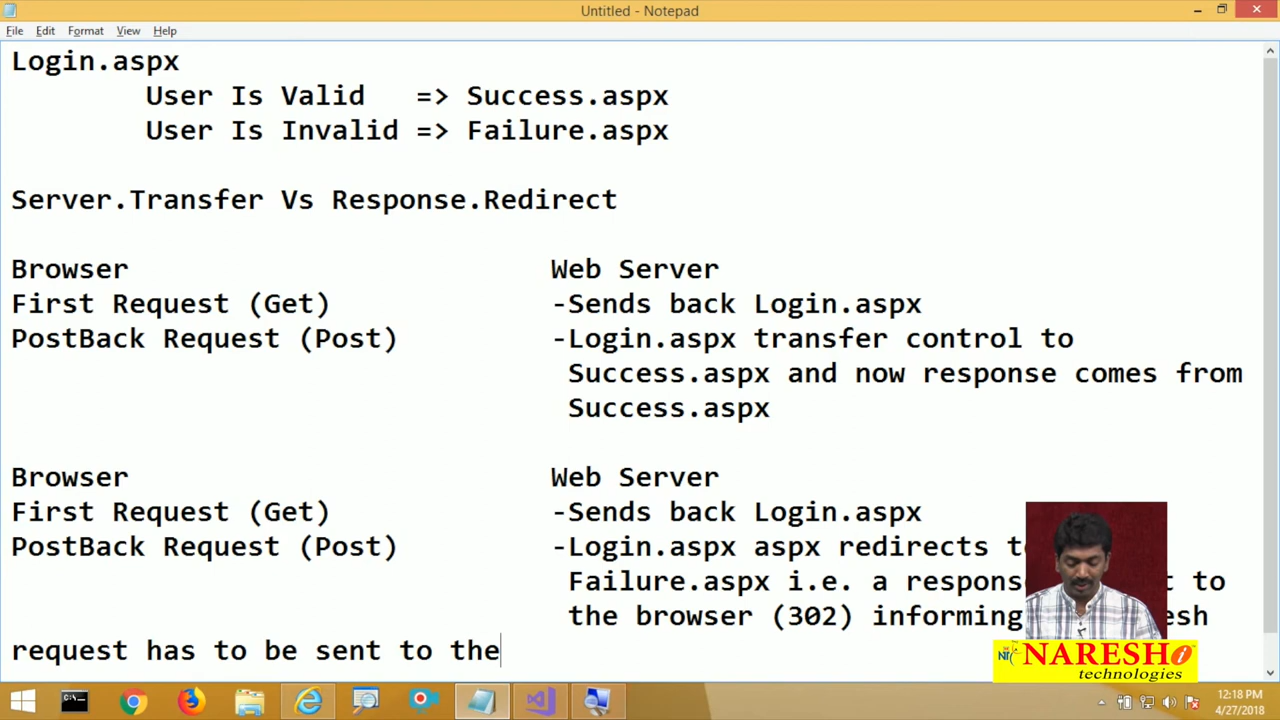 Untitled - Notepad
File Edit Format View Help
Login.aspx
User Is Valid => Success.aspx
User Is Invalid => Failure.aspx
Server.Transfer Vs Response.Redirect
Browser Web Server
First Request (Get) -Sends back Login.aspx
PostBack Request (Post) -Login.aspx transfer control to
Success.aspx and now response comes from
Success.aspx
Browser Web Server
First Request (Get) -Sends back Login.aspx
PostBack Request (Post) -Login.aspx aspx redirects
Failure.aspx i.e. a to
the browser (302) informing
request has to be sent to the
NARESH i
technologies
12:18 PM
4/27/2018